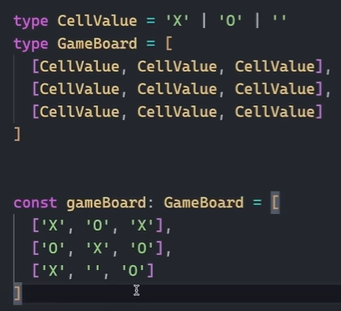 type CellValue = 'X' | 'O' | ''
type GameBoard = [
  [CellValue, CellValue, CellValue],
  [CellValue, CellValue, CellValue],
  [CellValue, CellValue, CellValue]
]
const gameBoard: GameBoard = [
  ['X', 'O', 'X'],
  ['O', 'X', 'O'],
  ['X', '', 'O']
]